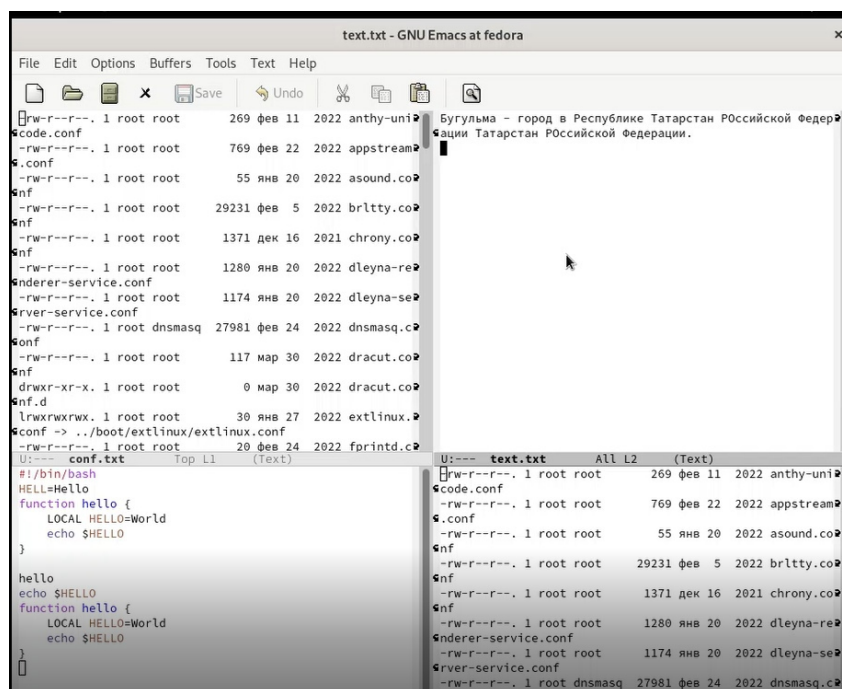 text.txt - GNU Emacs at fedora
File Edit Options Buffers Tools Text Help
Save Undo
-rw-r--r--. 1 root root 269 фев 11 2022 anthy-uni
code.conf
-rw-r--r--. 1 root root 769 фев 22 2022 appstream
.conf
-rw-r--r--. 1 root root 55 янв 20 2022 asound.co
nf
-rw-r--r--. 1 root root 29231 фев 5 2022 brltty.co
nf
-rw-r--r--. 1 root root 1371 дек 16 2021 chrony.co
nf
-rw-r--r--. 1 root root 1280 янв 20 2022 dleyna-re
nderer-service.conf
-rw-r--r--. 1 root root 1174 янв 20 2022 dleyna-se
rver-service.conf
-rw-r--r--. 1 root dnsmasq 27981 фев 24 2022 dnsmasq.c
onf
-rw-r--r--. 1 root root 117 мар 30 2022 dracut.co
nf
drwxr-xr-x. 1 root root 0 мар 30 2022 dracut.co
nf.d
lrwxrwxrwx. 1 root root 30 янв 27 2022 extlinux.
conf -> ../boot/extlinux/extlinux.conf
-rw-r--r--. 1 root root 20 фев 24 2022 fprintd.c
U:--- conf.txt Top L1 (Text)
Бугульма - город в Республике Татарстан РОссийской Федер
ации Татарстан РОссийской Федерации.
U:--- text.txt All L2 (Text)
#!/bin/bash
HELL=Hello
function hello {
LOCAL HELLO=World
echo $HELLO
}
hello
echo $HELLO
function hello {
LOCAL HELLO=World
echo $HELLO
}
-rw-r--r--. 1 root root 269 фев 11 2022 anthy-uni
code.conf
-rw-r--r--. 1 root root 769 фев 22 2022 appstream
.conf
-rw-r--r--. 1 root root 55 янв 20 2022 asound.co
nf
-rw-r--r--. 1 root root 29231 фев 5 2022 brltty.co
nf
-rw-r--r--. 1 root root 1371 дек 16 2021 chrony.co
nf
-rw-r--r--. 1 root root 1280 янв 20 2022 dleyna-re
nderer-service.conf
-rw-r--r--. 1 root root 1174 янв 20 2022 dleyna-se
rver-service.conf
-rw-r--r--. 1 root dnsmasq 27981 фев 24 2022 dnsmasq.c